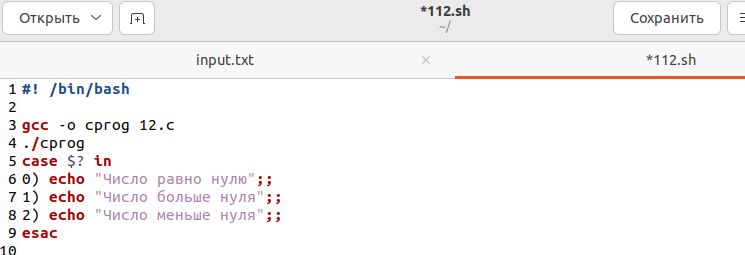 Открыть
*112.sh
~/
Сохранить
input.txt
×
*112.sh
1 #! /bin/bash
2
3 gcc -o cprog 12.c
4 ./cprog
5 case $? in
6 0) echo "Число равно нулю";;
7 1) echo "Число больше нуля";;
8 2) echo "Число меньше нуля";;
9 esac
10